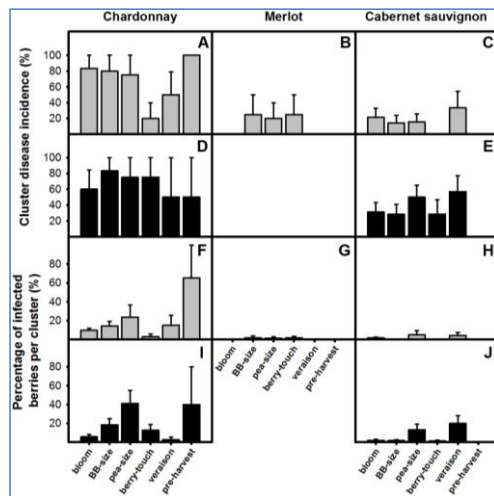 Chardonnay Merlot Cabernet sauvignon
Cluster disease incidence (%)
100
80
60
40
20
A
B
C
100
80
60
40
20
D
E
Percentage of infected
berries per cluster (%)
80
60
40
20
F
G
H
80
60
40
20
I
J
bloom
BB-size
pea-size
berry-touch
veraison
pre-harvest
bloom
BB-size
pea-size
berry-touch
veraison
pre-harvest
bloom
BB-size
pea-size
berry-touch
veraison
pre-harvest